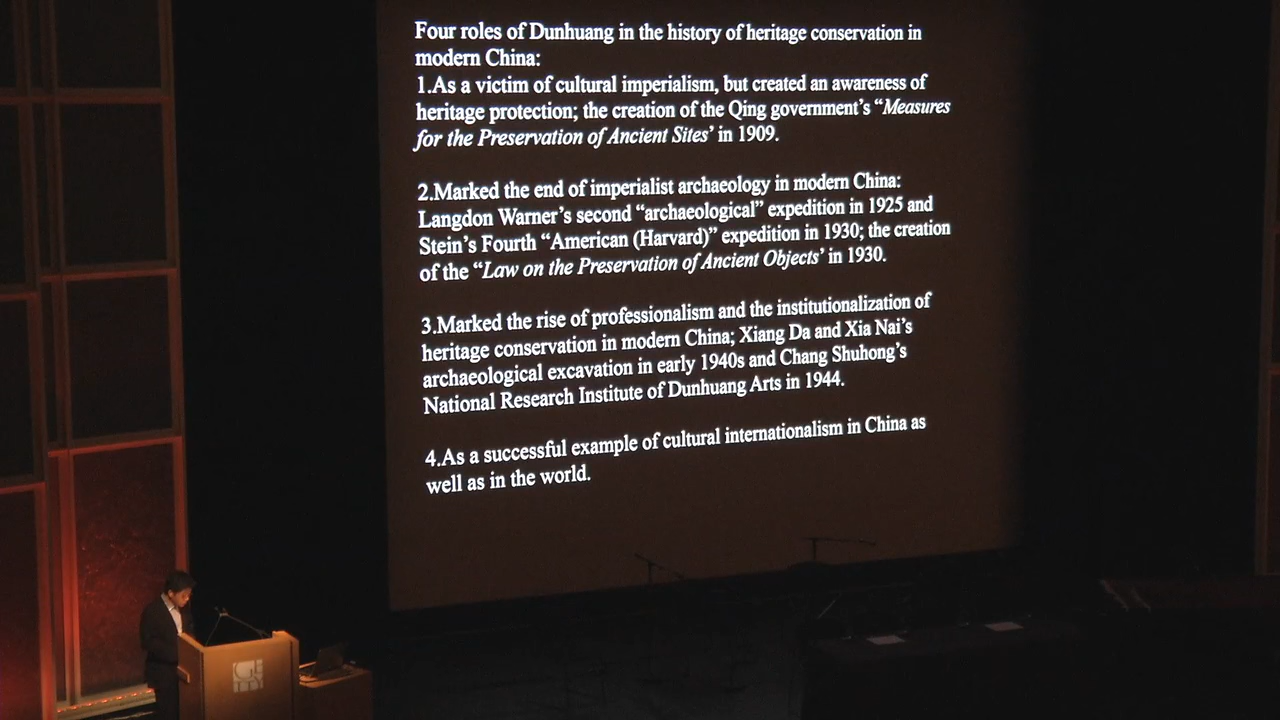 Four roles of Dunhuang in the history of heritage conservation in
modern China:
1.As a victim of cultural imperialism, but created an awareness of
heritage protection; the creation of the Qing government’s “Measures
for the Preservation of Ancient Sites’ in 1909.
2.Marked the end of imperialist archaeology in modern China:
Langdon Warner’s second “archaeological” expedition in 1925 and
Stein’s Fourth “American (Harvard)” expedition in 1930; the creation
of the “Law on the Preservation of Ancient Objects’ in 1930.
3.Marked the rise of professionalism and the institutionalization of
heritage conservation in modern China; Xiang Da and Xia Nai’s
archaeological excavation in early 1940s and Chang Shuhong’s
National Research Institute of Dunhuang Arts in 1944.
4.As a successful example of cultural internationalism in China as
well as in the world.
GE
TTY